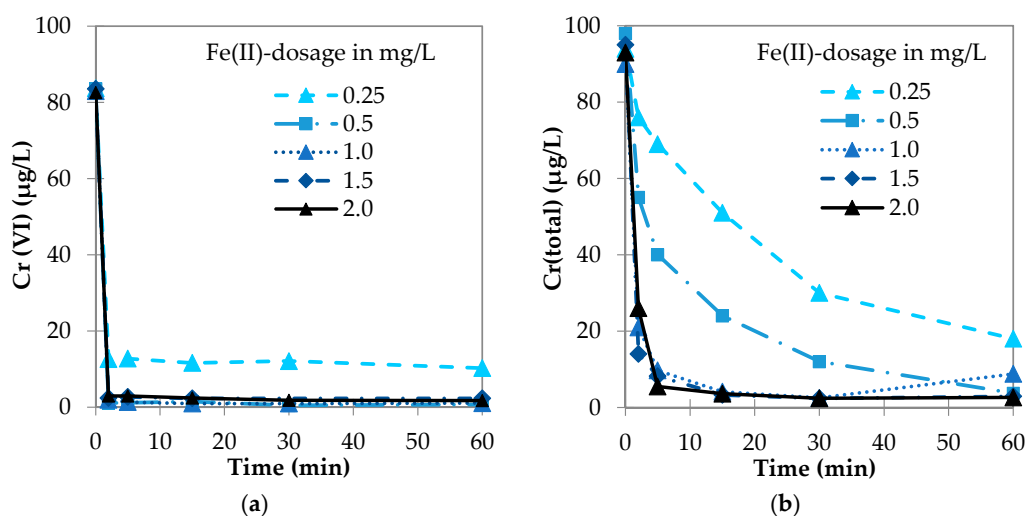 Fe(II)-dosage in mg/L
0.25
0.5
1.0
1.5
2.0
100
80
60
40
20
0
Cr (VI) (µg/L)
0 10 20 30 40 50 60
Time (min)
(a)
Fe(II)-dosage in mg/L
0.25
0.5
1.0
1.5
2.0
100
80
60
40
20
0
Cr(total) (µg/L)
0 10 20 30 40 50 60
Time (min)
(b)